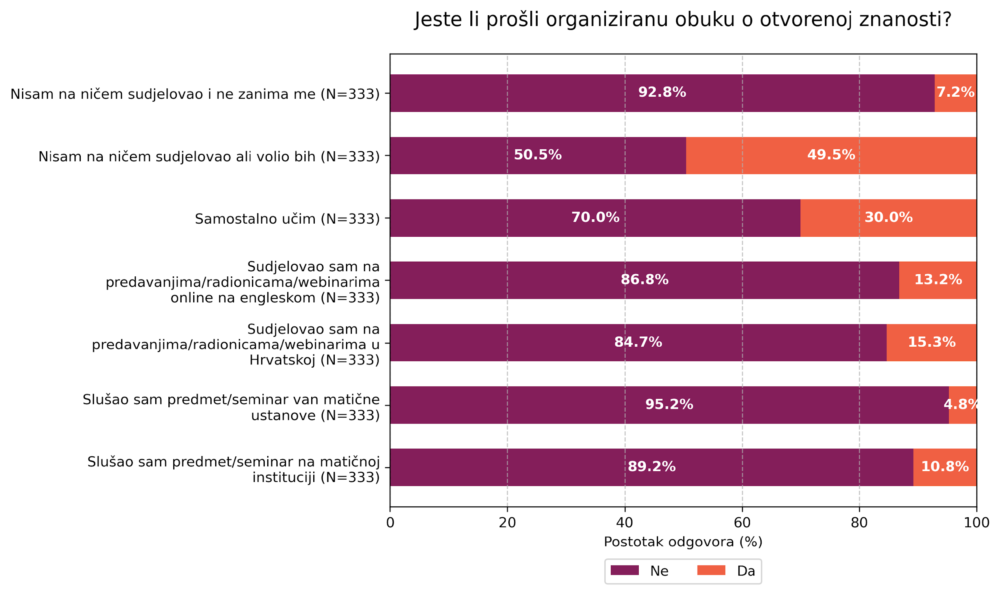 Jeste li prošli organiziranu obuku o otvorenoj znanosti?
Nisam na ničem sudjelovao i ne zanima me (N=333)
92.8%
7.2%
Nisam na ničem sudjelovao ali volio bih (N=333)
50.5%
49.5%
Samostalno učim (N=333)
70.0%
30.0%
Sudjelovao sam na
predavanjima/radionicama/webinarima
online na engleskom (N=333)
86.8%
13.2%
Sudjelovao sam na
predavanjima/radionicama/webinarima u
Hrvatskoj (N=333)
84.7%
15.3%
Slušao sam predmet/seminar van matične
ustanove (N=333)
95.2%
4.8%
Slušao sam predmet/seminar na matičnoj
instituciji (N=333)
89.2%
10.8%
0
20
40
60
80
100
Postotak odgovora (%)
Ne
Da